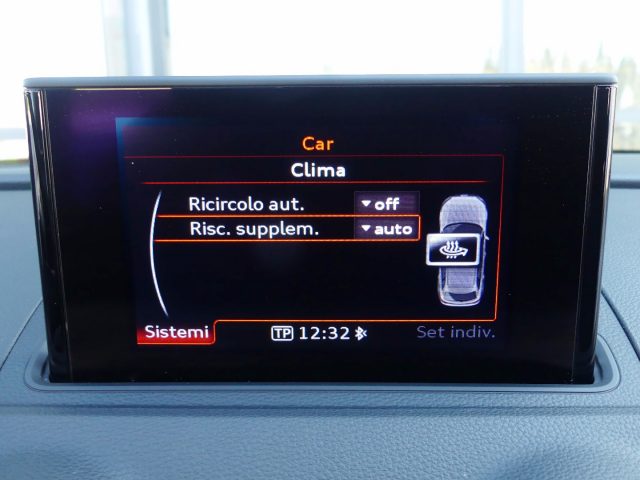 Car
Clima
Ricircolo aut. off
Risc. supplem. auto
Sistemi TP 12:32 Set indiv.